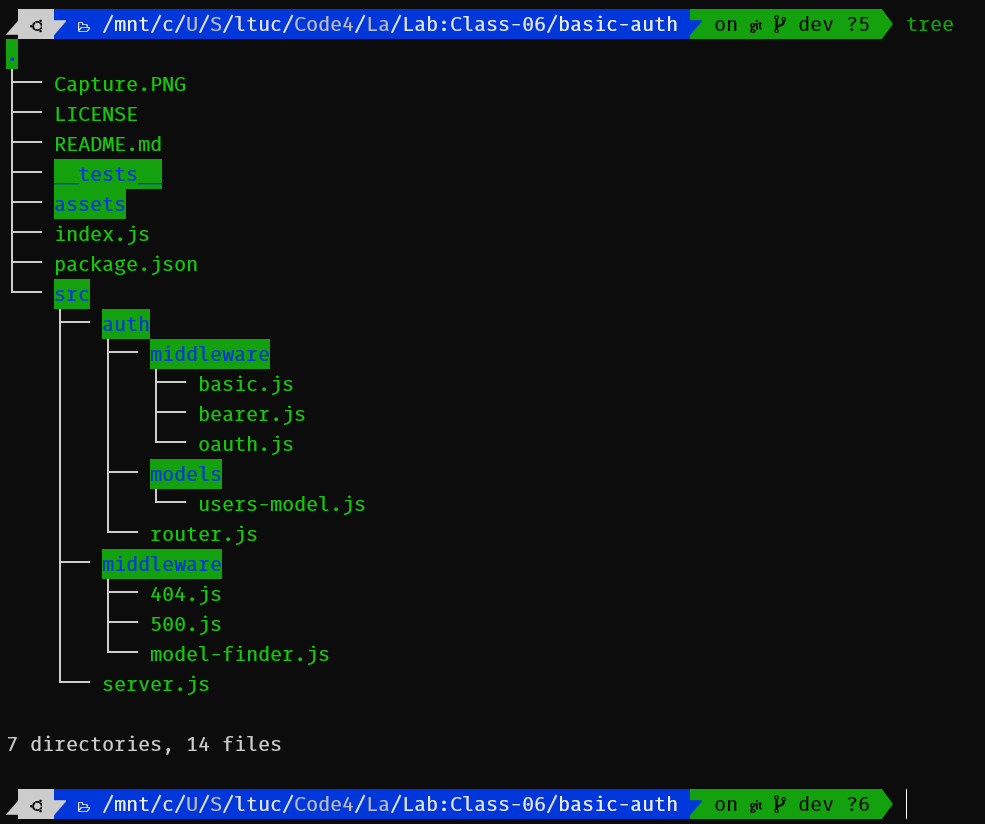 /mnt/c/U/S/ltuc/Code4/La/Lab:Class-06/basic-auth on git dev ?5 tree
.
├── Capture.PNG
├── LICENSE
├── README.md
├── __tests__
├── assets
├── index.js
├── package.json
└── src
    ├── auth
    │   ├── middleware
    │   │   ├── basic.js
    │   │   ├── bearer.js
    │   │   └── oauth.js
    │   ├── models
    │   │   └── users-model.js
    │   └── router.js
    ├── middleware
    │   ├── 404.js
    │   ├── 500.js
    │   └── model-finder.js
    └── server.js
7 directories, 14 files
/mnt/c/U/S/ltuc/Code4/La/Lab:Class-06/basic-auth on git dev ?6